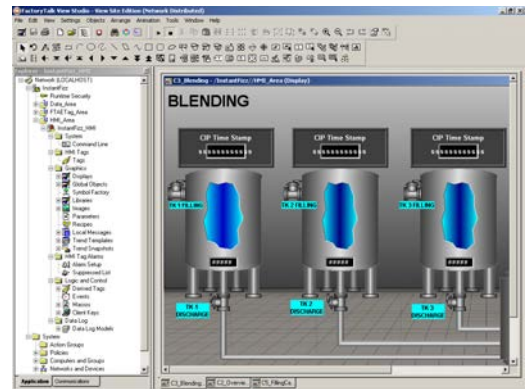 FactoryTalk View Studio - View Site Edition (Network Distributed)
File Edit View Settings Objects Arrange Animation Tools Window Help
Explorer - InstantFizz_HMI
Network (LOCALHOST)
InstantFizz
Runtime Security
Data_Area
FTAETag_Area
HMI_Area
InstantFizz_HMI
System
Command Line
HMI Tags
Tags
Graphics
Displays
Global Objects
Symbol Factory
Libraries
Images
Parameters
Recipes
Local Messages
Trend Templates
Trend Snapshots
HMI Tag Alarms
Alarm Setup
Suppressed List
Logic and Control
Derived Tags
Events
Macros
Client Keys
Data Log
Data Log Models
System
Action Groups
Policies
Computers and Groups
Networks and Devices
Application Communications
C3_Blending - /InstantFizz//HMI_Area (Display)
BLENDING
CIP Time Stamp
CIP Time Stamp
CIP Time Stamp
TK 1 FILLING
TK 2 FILLING
TK 3 FILLING
#####
#####
#####
TK 1
DISCHARGE
TK 2
DISCHARGE
TK 3
DISCHARGE
C3_Blending